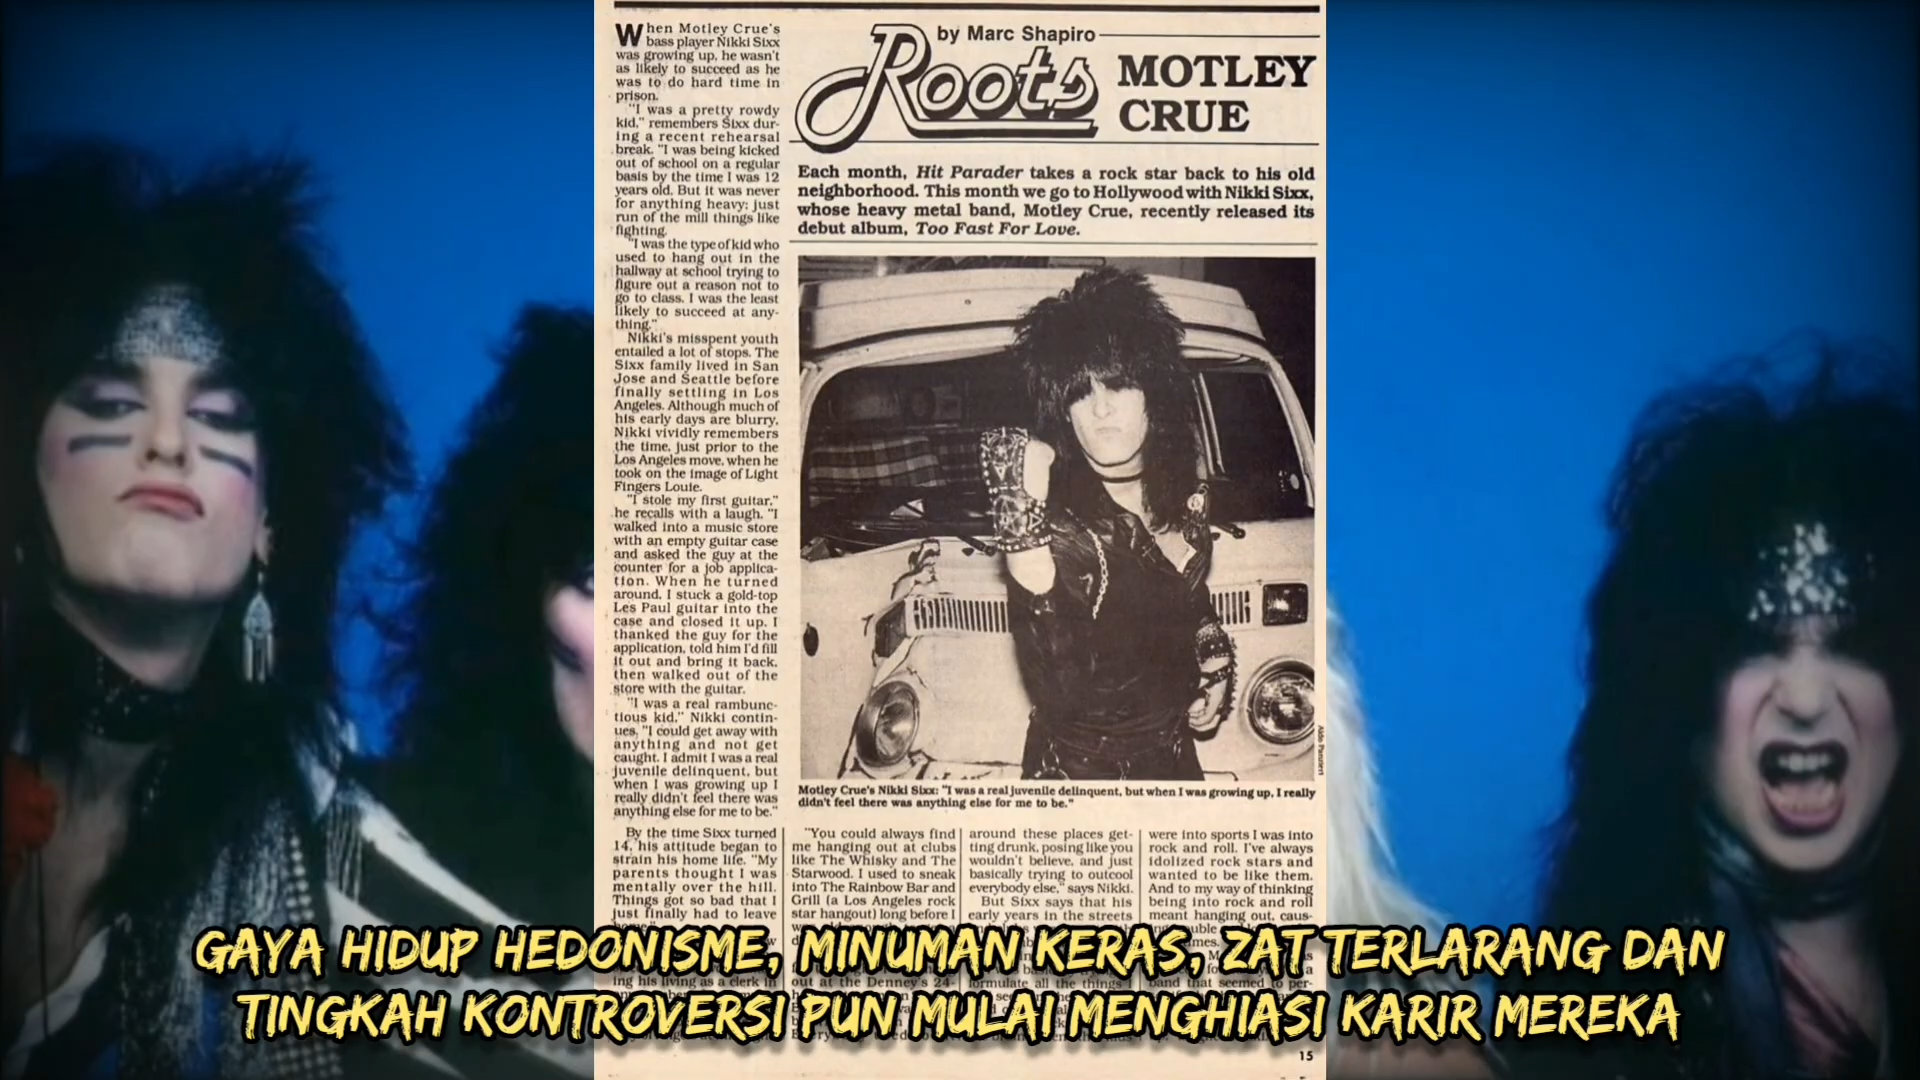 When Motley Crue's
bass player Nikki Sixx
was growing up, he wasn't
as likely to succeed as he
was to do hard time in
prison.
"I was a pretty rowdy
kid," remembers Sixx dur-
ing a recent rehearsal
break. "I was being kicked
out of school on a regular
basis by the time I was 12
years old. But it was never
for anything heavy; just
run of the mill things like
fighting.
"I was the type of kid who
used to hang out in the
hallway at school trying to
figure out a reason not to
go to class. I was the least
likely to succeed at any-
thing."
Nikki's misspent youth
entailed a lot of stops. The
Sixx family lived in San
Jose and Seattle before
finally settling in Los
Angeles. Although much of
his early days are blurry,
Nikki vividly remembers
the time, just prior to the
Los Angeles move, when he
took on the image of Light
Fingers Louie.
"I stole my first guitar,"
he recalls with a laugh. "I
walked into a music store
with an empty guitar case
and asked the guy at the
counter for a job applica-
tion. When he turned
around, I stuck a gold-top
Les Paul guitar into the
case and closed it up. I
thanked the guy for the
application, told him I'd fill
it out and bring it back,
then walked out of the
store with the guitar.
"I was a real rambunc-
tious kid," Nikki contin-
ues, "I could get away with
anything and not get
caught. I admit I was a real
juvenile delinquent, but
when I was growing up I
really didn't feel there was
anything else for me to be."
By the time Sixx turned
14, his attitude began to
strain his home life. "My
parents thought I was
mentally over the hill.
Things got so bad that I
just finally had to leave
ing his living as a clerk in
by Marc Shapiro
Roots
MOTLEY
CRUE
Each month, Hit Parader takes a rock star back to his old
neighborhood. This month we go to Hollywood with Nikki Sixx,
whose heavy metal band, Motley Crue, recently released its
debut album, Too Fast For Love.
Aldo Panzieri
Motley Crue's Nikki Sixx: "I was a real juvenile delinquent, but when I was growing up, I really
didn't feel there was anything else for me to be."
"You could always find
me hanging out at clubs
like The Whisky and The
Starwood. I used to sneak
into The Rainbow Bar and
Grill (a Los Angeles rock
star hangout) long before I
out at the Denney's 24-
around these places get-
ting drunk, posing like you
wouldn't believe, and just
basically trying to outcool
everybody else," says Nikki.
But Sixx says that his
early years in the streets
formulate all the things I
were into sports I was into
rock and roll. I've always
idolized rock stars and
wanted to be like them.
And to my way of thinking
being into rock and roll
meant hanging out, caus-
band that seemed to per-
15
GAYA HIDUP HEDONISME, MINUMAN KERAS, ZAT TERLARANG DAN
TINGKAH KONTROVERSI PUN MULAI MENGHIASI KARIR MEREKA